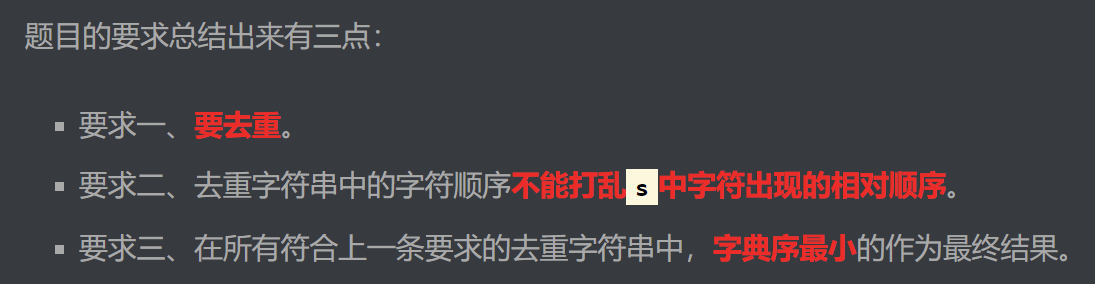 题目的要求总结出来有三点：
要求一、要去重。
要求二、去重字符串中的字符顺序不能打乱 s 中字符出现的相对顺序。
要求三、在所有符合上一条要求的去重字符串中，字典序最小的作为最终结果。